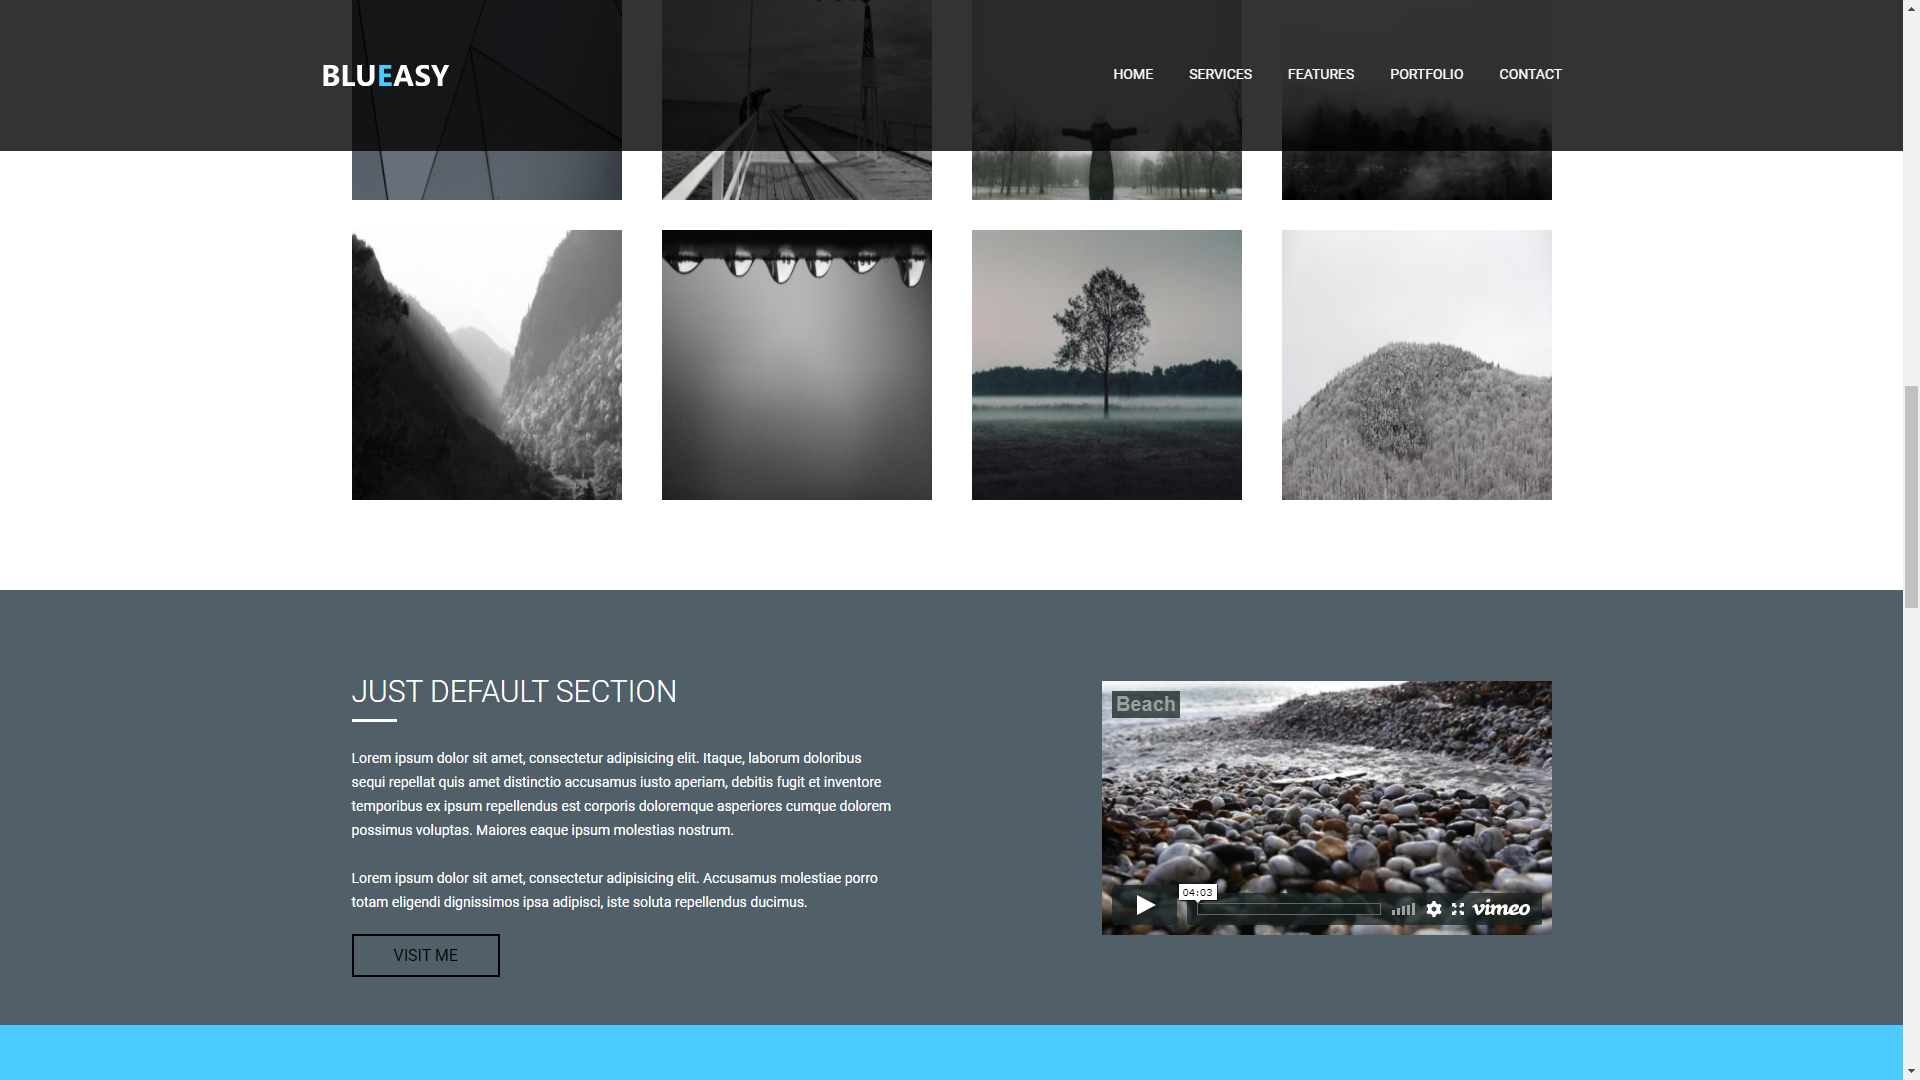 BLUEASY
HOME
SERVICES
FEATURES
PORTFOLIO
CONTACT
JUST DEFAULT SECTION
Lorem ipsum dolor sit amet, consectetur adipisicing elit. Itaque, laborum doloribus
sequi repellat quis amet distinctio accusamus iusto aperiam, debitis fugit et inventore
temporibus ex ipsum repellendus est corporis doloremque asperiores cumque dolorem
possimus voluptas. Maiores eaque ipsum molestias nostrum.
Lorem ipsum dolor sit amet, consectetur adipisicing elit. Accusamus molestiae porro
totam eligendi dignissimos ipsa adipisci, iste soluta repellendus ducimus.
VISIT ME
Beach
04:03
vimeo